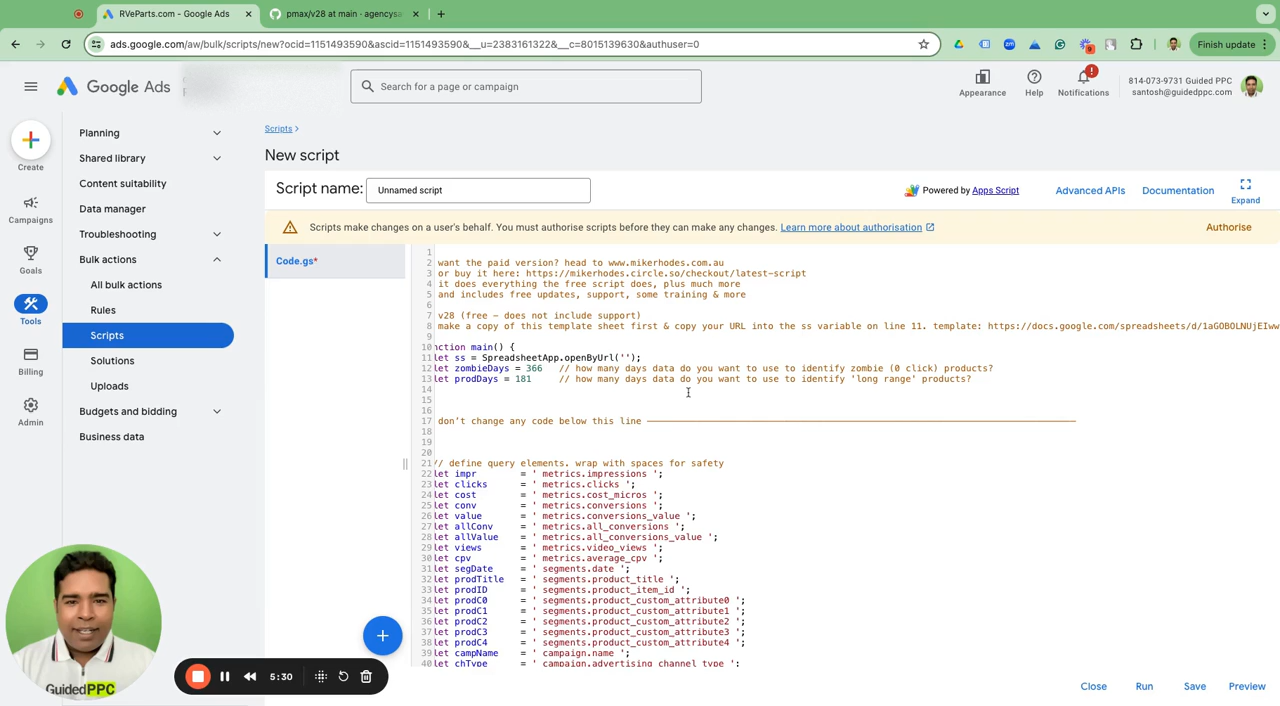 RVeParts.com - Google Ads
pmax/v28 at main · agencysa
ads.google.com/aw/bulk/scripts/new?ocid=1151493590&ascid=1151493590&__u=2383161322&__c=8015139630&authuser=0
Finish update
Google Ads
Search for a page or campaign
Appearance
Help
Notifications
814-073-9731 Guided PPC
santosh@guidedppc.com
Create
Campaigns
Goals
Tools
Billing
Admin
Planning
Shared library
Content suitability
Data manager
Troubleshooting
Bulk actions
All bulk actions
Rules
Scripts
Solutions
Uploads
Budgets and bidding
Business data
Scripts >
New script
Script name: Unnamed script
Powered by Apps Script
Advanced APIs
Documentation
Expand
Scripts make changes on a user's behalf. You must authorise scripts before they can make any changes. Learn more about authorisation
Authorise
Code.gs*
1
2 want the paid version? head to www.mikerhodes.com.au
3 or buy it here: https://mikerhodes.circle.so/checkout/latest-script
4 it does everything the free script does, plus much more
5 and includes free updates, support, some training & more
6
7 v28 (free – does not include support)
8 make a copy of this template sheet first & copy your URL into the ss variable on line 11. template: https://docs.google.com/spreadsheets/d/1aGOBOLNUjEIww
9
10 nction main() {
11 let ss = SpreadsheetApp.openByUrl('');
12 let zombieDays = 366 // how many days data do you want to use to identify zombie (0 click) products?
13 let prodDays = 181 // how many days data do you want to use to identify 'long range' products?
14
15
16
17 don't change any code below this line ————————————————
18
19
20
21 // define query elements. wrap with spaces for safety
22 let impr = ' metrics.impressions ';
23 let clicks = ' metrics.clicks ';
24 let cost = ' metrics.cost_micros ';
25 let conv = ' metrics.conversions ';
26 let value = ' metrics.conversions_value ';
27 let allConv = ' metrics.all_conversions ';
28 let allValue = ' metrics.all_conversions_value ';
29 let views = ' metrics.video_views ';
30 let cpv = ' metrics.average_cpv ';
31 let segDate = ' segments.date ';
32 let prodTitle = ' segments.product_title ';
33 let prodID = ' segments.product_item_id ';
34 let prodC0 = ' segments.product_custom_attribute0 ';
35 let prodC1 = ' segments.product_custom_attribute1 ';
36 let prodC2 = ' segments.product_custom_attribute2 ';
37 let prodC3 = ' segments.product_custom_attribute3 ';
38 let prodC4 = ' segments.product_custom_attribute4 ';
39 let campName = ' campaign.name ';
40 let chType = ' campaign.advertising_channel_type ';
GuidedPPC
5:30
Close
Run
Save
Preview